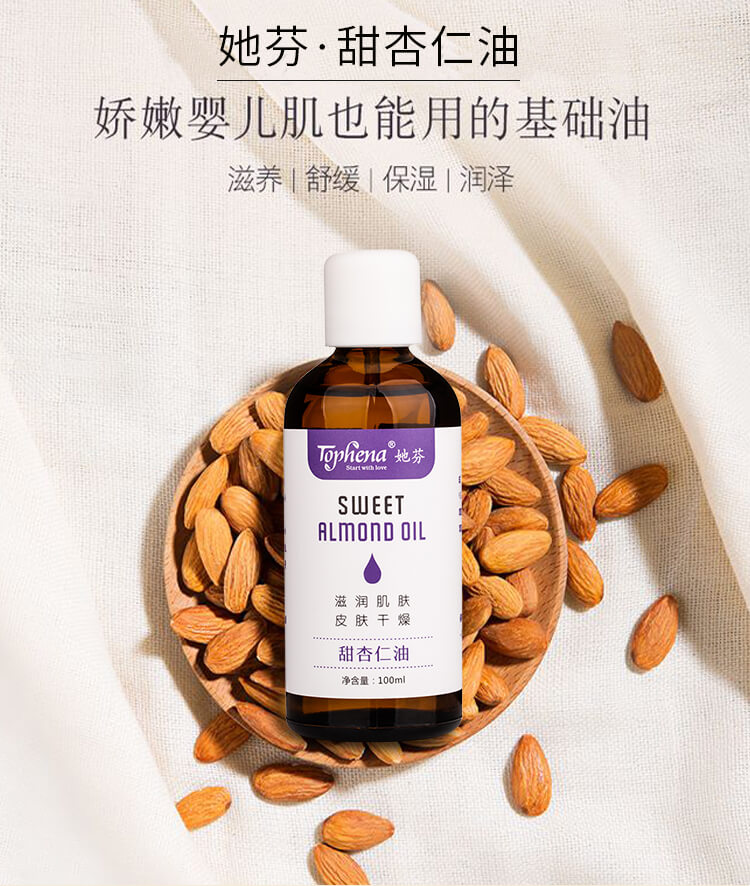 她芬·甜杏仁油
娇嫩婴儿肌也能用的基础油
滋养 | 舒缓 | 保湿 | 润泽
Tophena® 她芬
Start with love
SWEET
ALMOND OIL
滋润肌肤
皮肤干燥
甜杏仁油
净含量：100ml